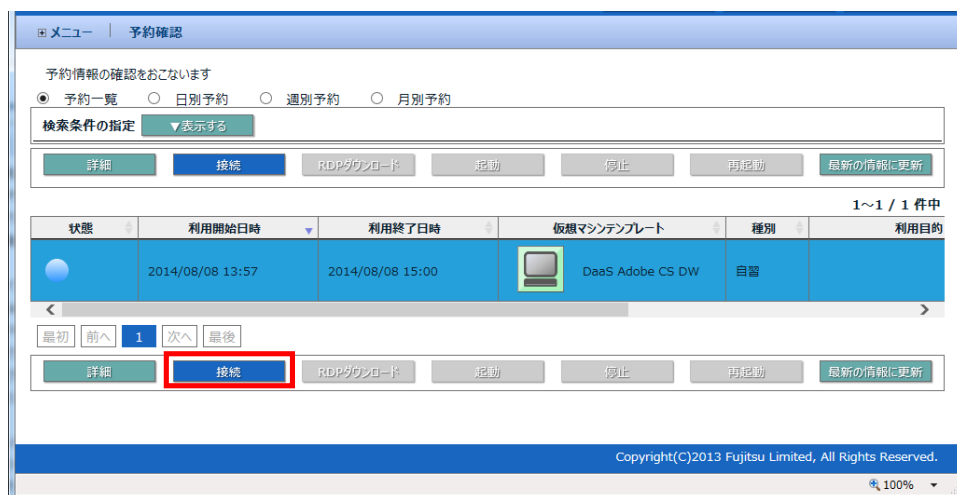 メニュー | 予約確認
予約情報の確認をおこないます
予約一覧 日別予約 週別予約 月別予約
検索条件の指定 ▼表示する
詳細 接続 RDPダウンロード 起動 停止 再起動 最新の情報に更新
1～1 / 1 件中
状態 利用開始日時 ▼ 利用終了日時 仮想マシンテンプレート 種別 利用目的
2014/08/08 13:57 2014/08/08 15:00 DaaS Adobe CS DW 自習
最初 前へ 1 次へ 最後
詳細 接続 RDPダウンロード 起動 停止 再起動 最新の情報に更新
Copyright(C)2013 Fujitsu Limited, All Rights Reserved.
100%